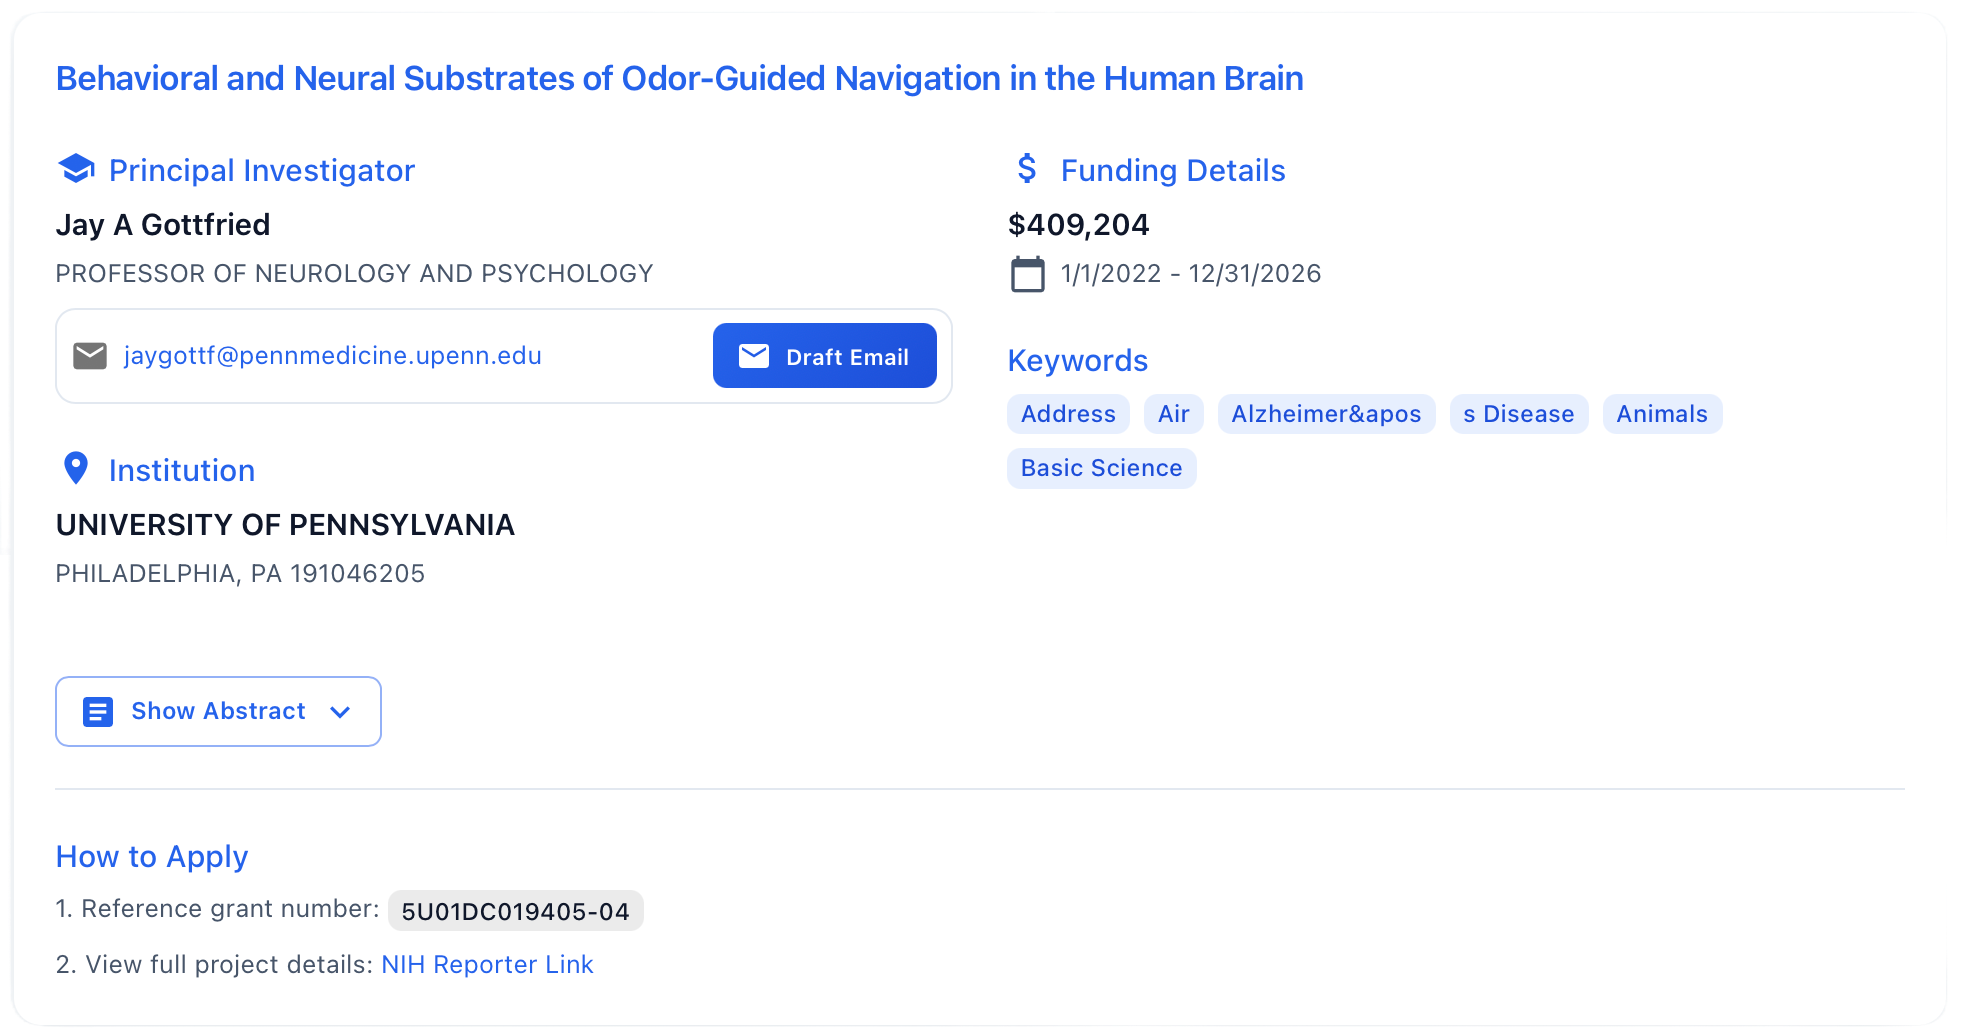 Behavioral and Neural Substrates of Odor-Guided Navigation in the Human Brain
Principal Investigator
Jay A Gottfried
PROFESSOR OF NEUROLOGY AND PSYCHOLOGY
jaygottf@pennmedicine.upenn.edu
Draft Email
Institution
UNIVERSITY OF PENNSYLVANIA
PHILADELPHIA, PA 191046205
Funding Details
$409,204
1/1/2022 - 12/31/2026
Keywords
Address Air Alzheimer&apos s Disease Animals
Basic Science
Show Abstract
How to Apply
1. Reference grant number: 5U01DC019405-04
2. View full project details: NIH Reporter Link